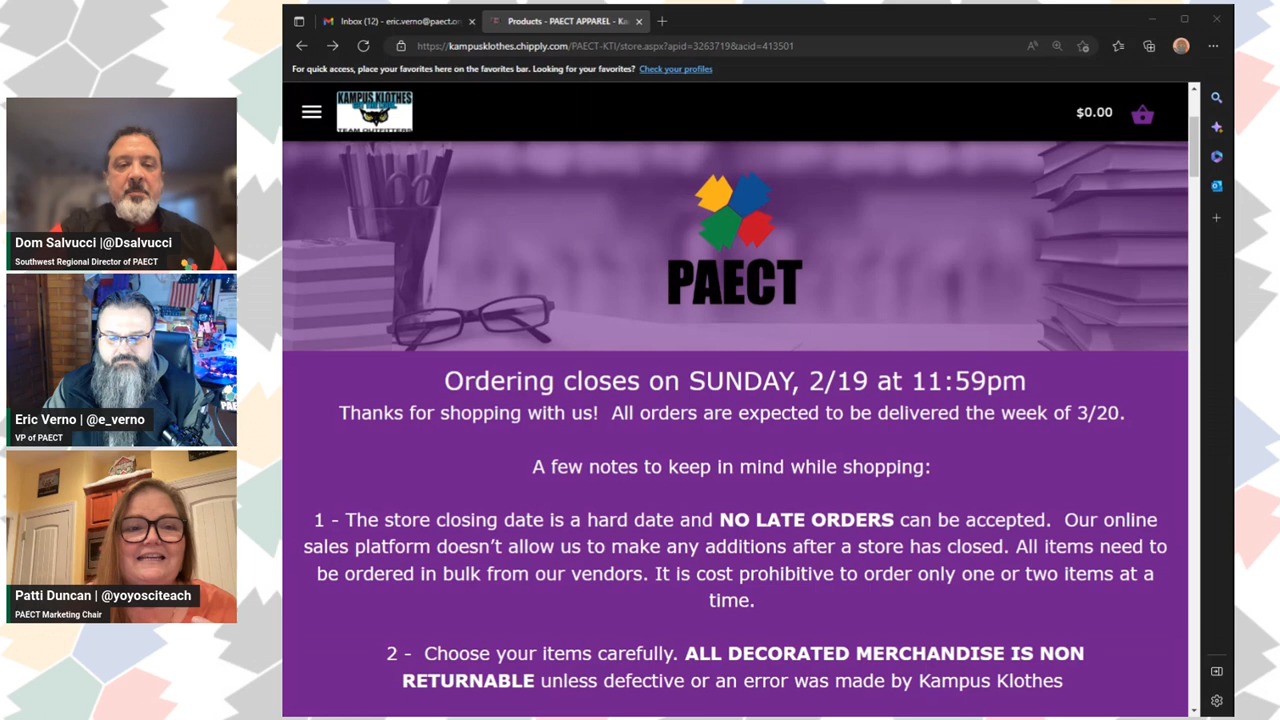 Inbox (12) - eric.verno@paect.or
Products - PAECT APPAREL - Ka
https://kampusklothes.chipply.com/PAECT-KTI/store.aspx?apid=3263719&acid=413501
For quick access, place your favorites here on the favorites bar. Looking for your favorites? Check your profiles
KAMPUS KLOTHES
TEAM OUTFITTERS
$0.00
PAECT
Ordering closes on SUNDAY, 2/19 at 11:59pm
Thanks for shopping with us! All orders are expected to be delivered the week of 3/20.
A few notes to keep in mind while shopping:
1 - The store closing date is a hard date and NO LATE ORDERS can be accepted. Our online
sales platform doesn't allow us to make any additions after a store has closed. All items need to
be ordered in bulk from our vendors. It is cost prohibitive to order only one or two items at a
time.
2 - Choose your items carefully. ALL DECORATED MERCHANDISE IS NON
RETURNABLE unless defective or an error was made by Kampus Klothes
Dom Salvucci |@Dsalvucci
Southwest Regional Director of PAECT
Eric Verno | @e_verno
VP of PAECT
Patti Duncan | @yoyosciteach
PAECT Marketing Chair